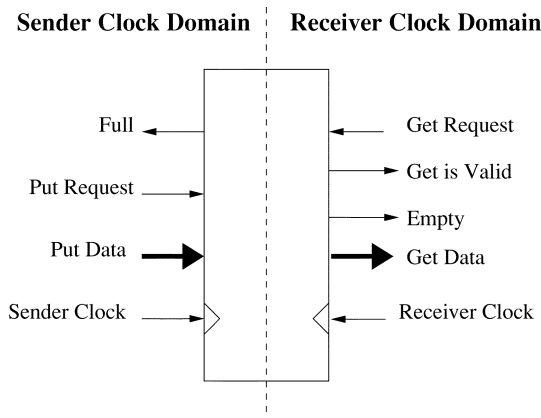 Sender Clock Domain
Receiver Clock Domain
Full
Get Request
Put Request
Get is Valid
Empty
Put Data
Get Data
Sender Clock
Receiver Clock